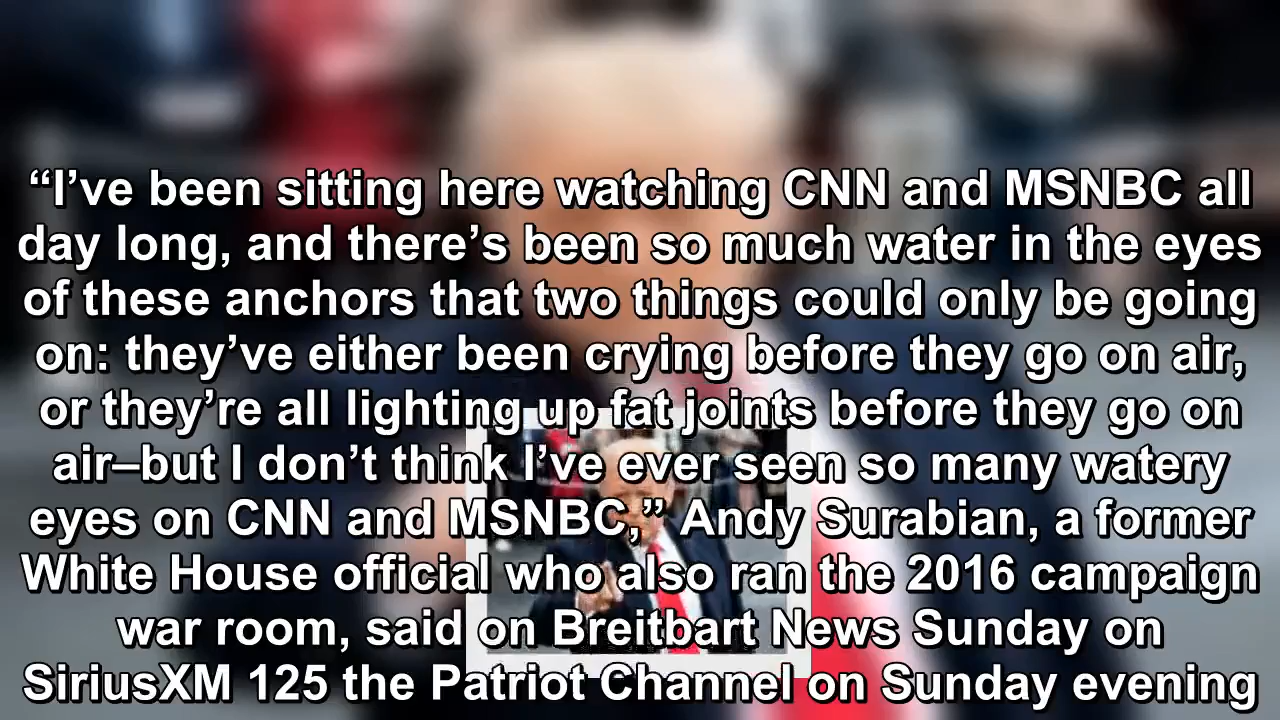 “I’ve been sitting here watching CNN and MSNBC all
day long, and there’s been so much water in the eyes
of these anchors that two things could only be going
on: they’ve either been crying before they go on air,
or they’re all lighting up fat joints before they go on
air–but I don’t think I’ve ever seen so many watery
eyes on CNN and MSNBC,” Andy Surabian, a former
White House official who also ran the 2016 campaign
war room, said on Breitbart News Sunday on
SiriusXM 125 the Patriot Channel on Sunday evening